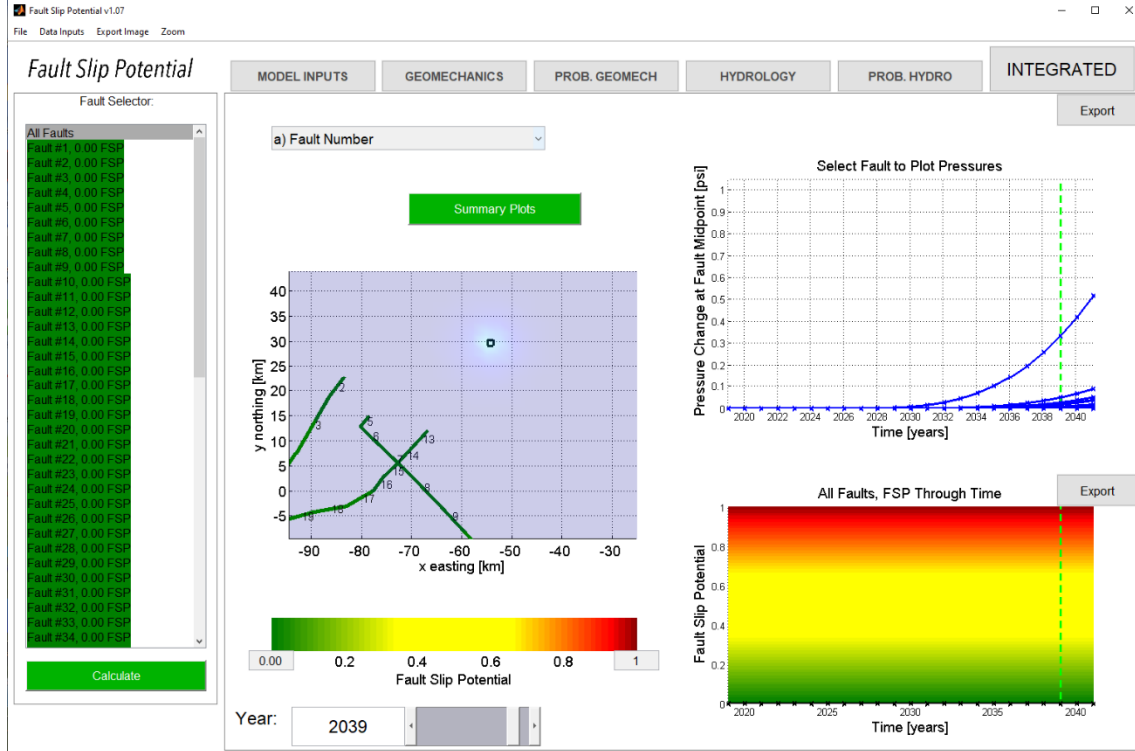 Fault Slip Potential v1.07
File Data Inputs Export Image Zoom
Fault Slip Potential
MODEL INPUTS
GEOMECHANICS
PROB. GEOMECH
HYDROLOGY
PROB. HYDRO
INTEGRATED
Fault Selector:
All Faults
Fault #1, 0.00 FSP
Fault #2, 0.00 FSP
Fault #3, 0.00 FSP
Fault #4, 0.00 FSP
Fault #5, 0.00 FSP
Fault #6, 0.00 FSP
Fault #7, 0.00 FSP
Fault #8, 0.00 FSP
Fault #9, 0.00 FSP
Fault #10, 0.00 FSP
Fault #11, 0.00 FSP
Fault #12, 0.00 FSP
Fault #13, 0.00 FSP
Fault #14, 0.00 FSP
Fault #15, 0.00 FSP
Fault #16, 0.00 FSP
Fault #17, 0.00 FSP
Fault #18, 0.00 FSP
Fault #19, 0.00 FSP
Fault #20, 0.00 FSP
Fault #21, 0.00 FSP
Fault #22, 0.00 FSP
Fault #23, 0.00 FSP
Fault #24, 0.00 FSP
Fault #25, 0.00 FSP
Fault #26, 0.00 FSP
Fault #27, 0.00 FSP
Fault #28, 0.00 FSP
Fault #29, 0.00 FSP
Fault #30, 0.00 FSP
Fault #31, 0.00 FSP
Fault #32, 0.00 FSP
Fault #33, 0.00 FSP
Fault #34, 0.00 FSP
Calculate
a) Fault Number
Summary Plots
y northing [km]
40
35
30
25
20
15
10
5
0
-5
2
3
5
6
13
14
7
15
16
8
17
18
19
9
-90 -80 -70 -60 -50 -40 -30
x easting [km]
0.00 0.2 0.4 0.6 0.8 1
Fault Slip Potential
Year: 2039
Export
Select Fault to Plot Pressures
Pressure Change at Fault Midpoint [psi]
1
0.9
0.8
0.7
0.6
0.5
0.4
0.3
0.2
0.1
0
2020 2022 2024 2026 2028 2030 2032 2034 2036 2038 2040
Time [years]
Export
All Faults, FSP Through Time
Fault Slip Potential
1
0.8
0.6
0.4
0.2
0
2020 2025 2030 2035 2040
Time [years]